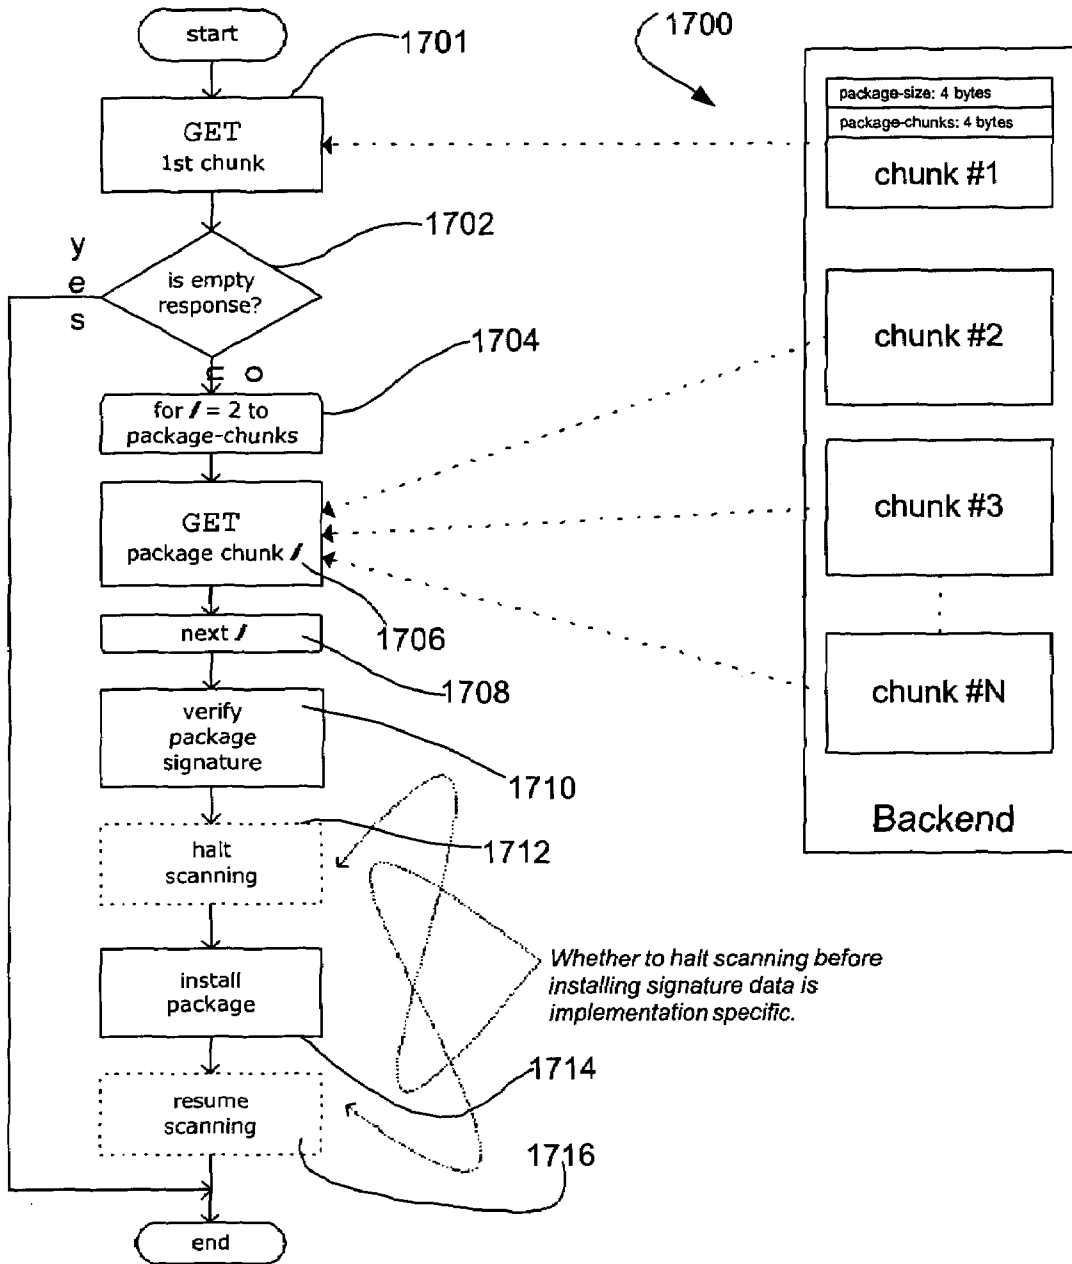 start
1701
1700
GET
1st chunk
package-size: 4 bytes
package-chunks: 4 bytes
chunk #1
1702
yes
is empty
response?
no
1704
chunk #2
for i = 2 to
package-chunks
GET
package chunk i
chunk #3
1706
next i
1708
chunk #N
verify
package
signature
1710
Backend
1712
halt
scanning
Whether to halt scanning before
installing signature data is
implementation specific.
install
package
1714
resume
scanning
1716
end